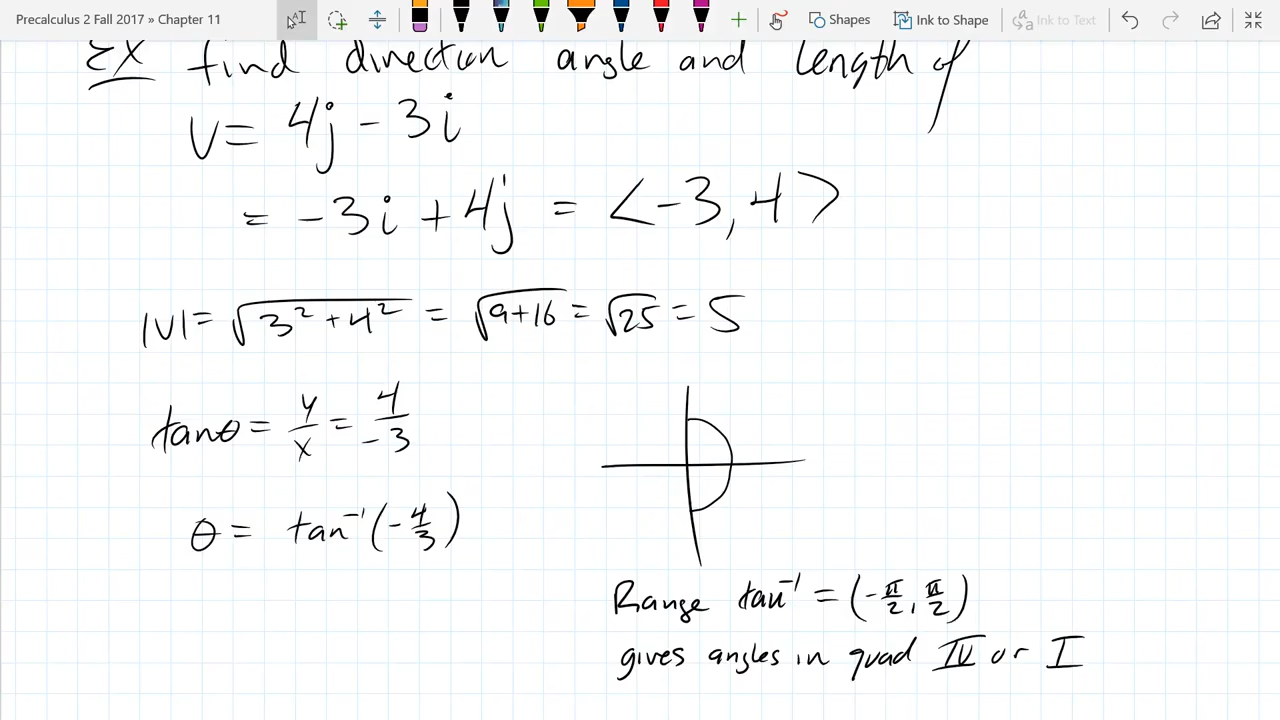 Precalculus 2 Fall 2017 » Chapter 11
Shapes
Ink to Shape
Ink to Text
EX find direction angle and length of
V = 4j - 3i
= -3i + 4j = < -3, 4 >
|V| = √(3² + 4²) = √(9+16) = √25 = 5
tanθ = y/x = 4/-3
θ = tan⁻¹(-4/3)
Range tan⁻¹ = (-π/2, π/2)
gives angles in quad IV or I